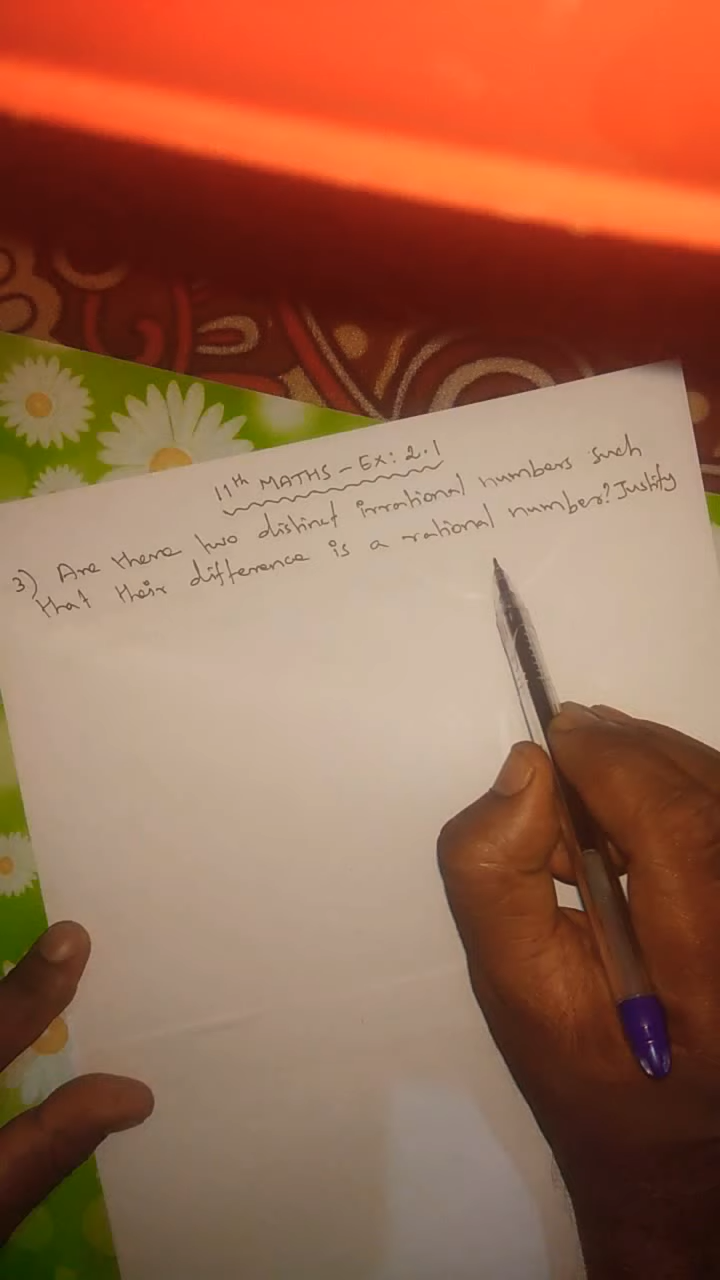 11th MATHS - Ex: 2.1
3) Are there two distinct irrational numbers such
that their difference is a rational number? Justify